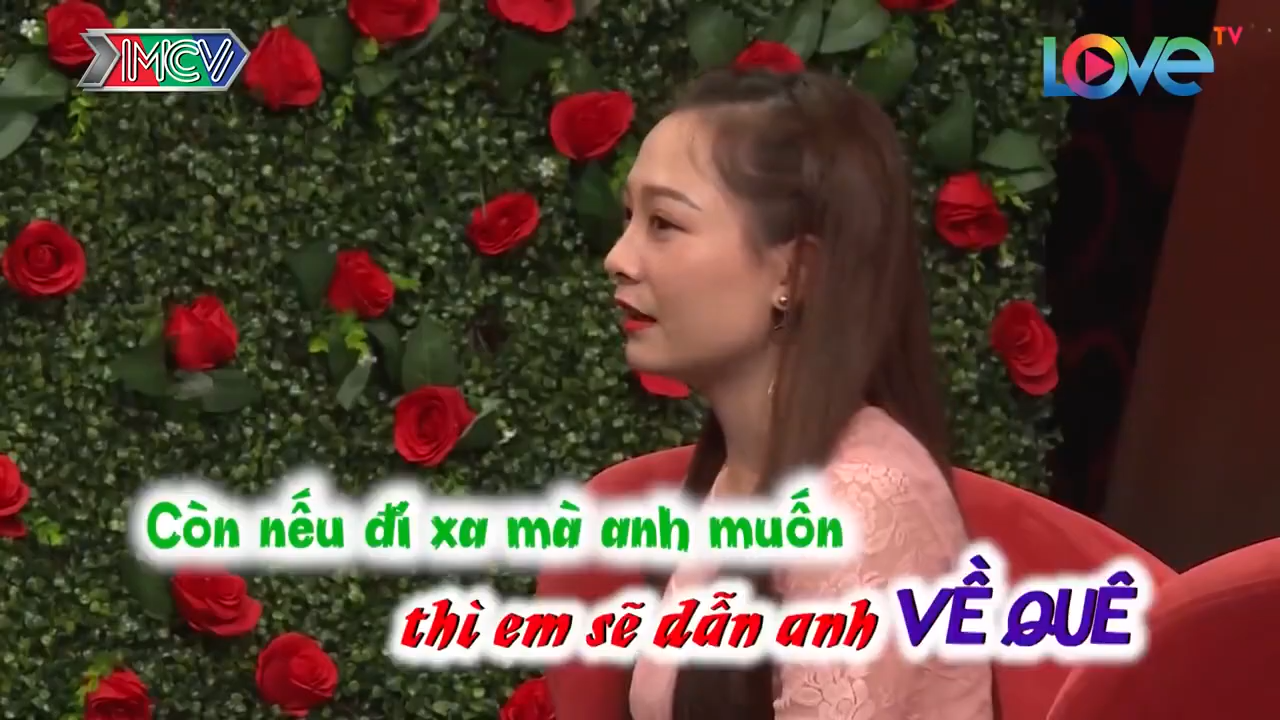 MCV
LOVE TV
Còn nếu đi xa mà anh muốn
thì em sẽ dẫn anh VỀ QUÊ